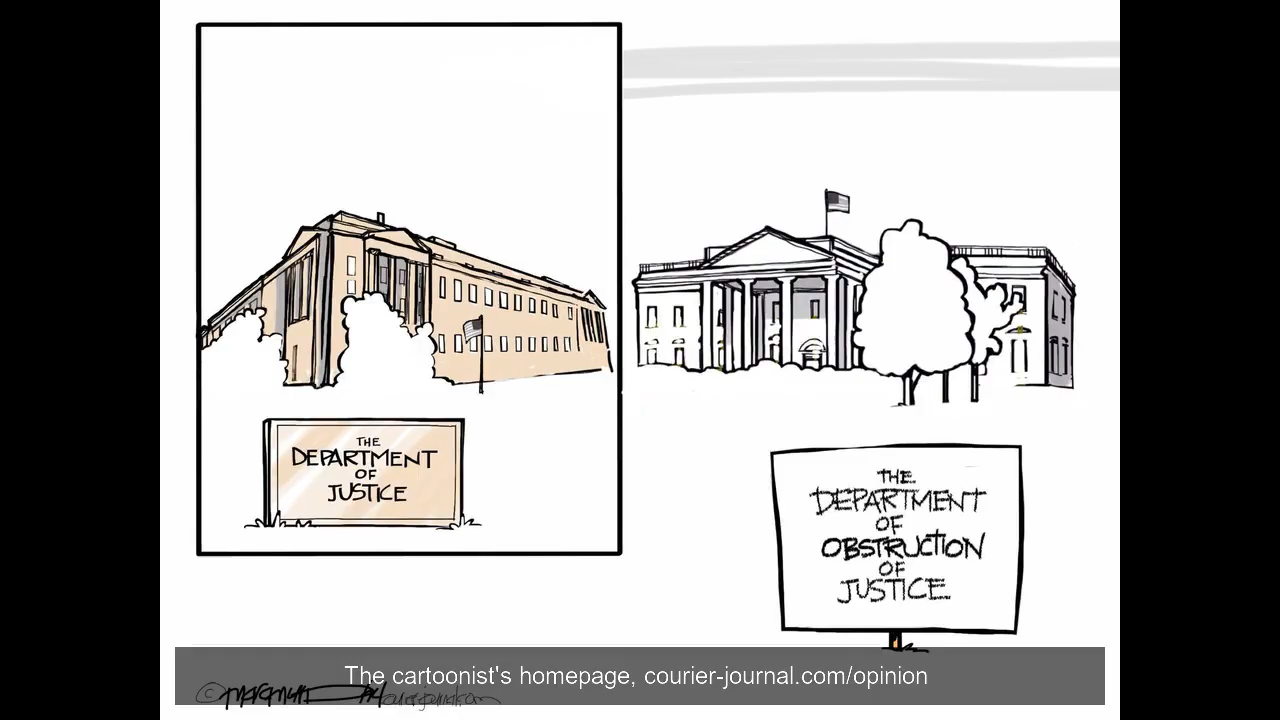 THE
DEPARTMENT
OF
JUSTICE
THE
DEPARTMENT
OF
OBSTRUCTION
OF
JUSTICE
The cartoonist's homepage, courier-journal.com/opinion